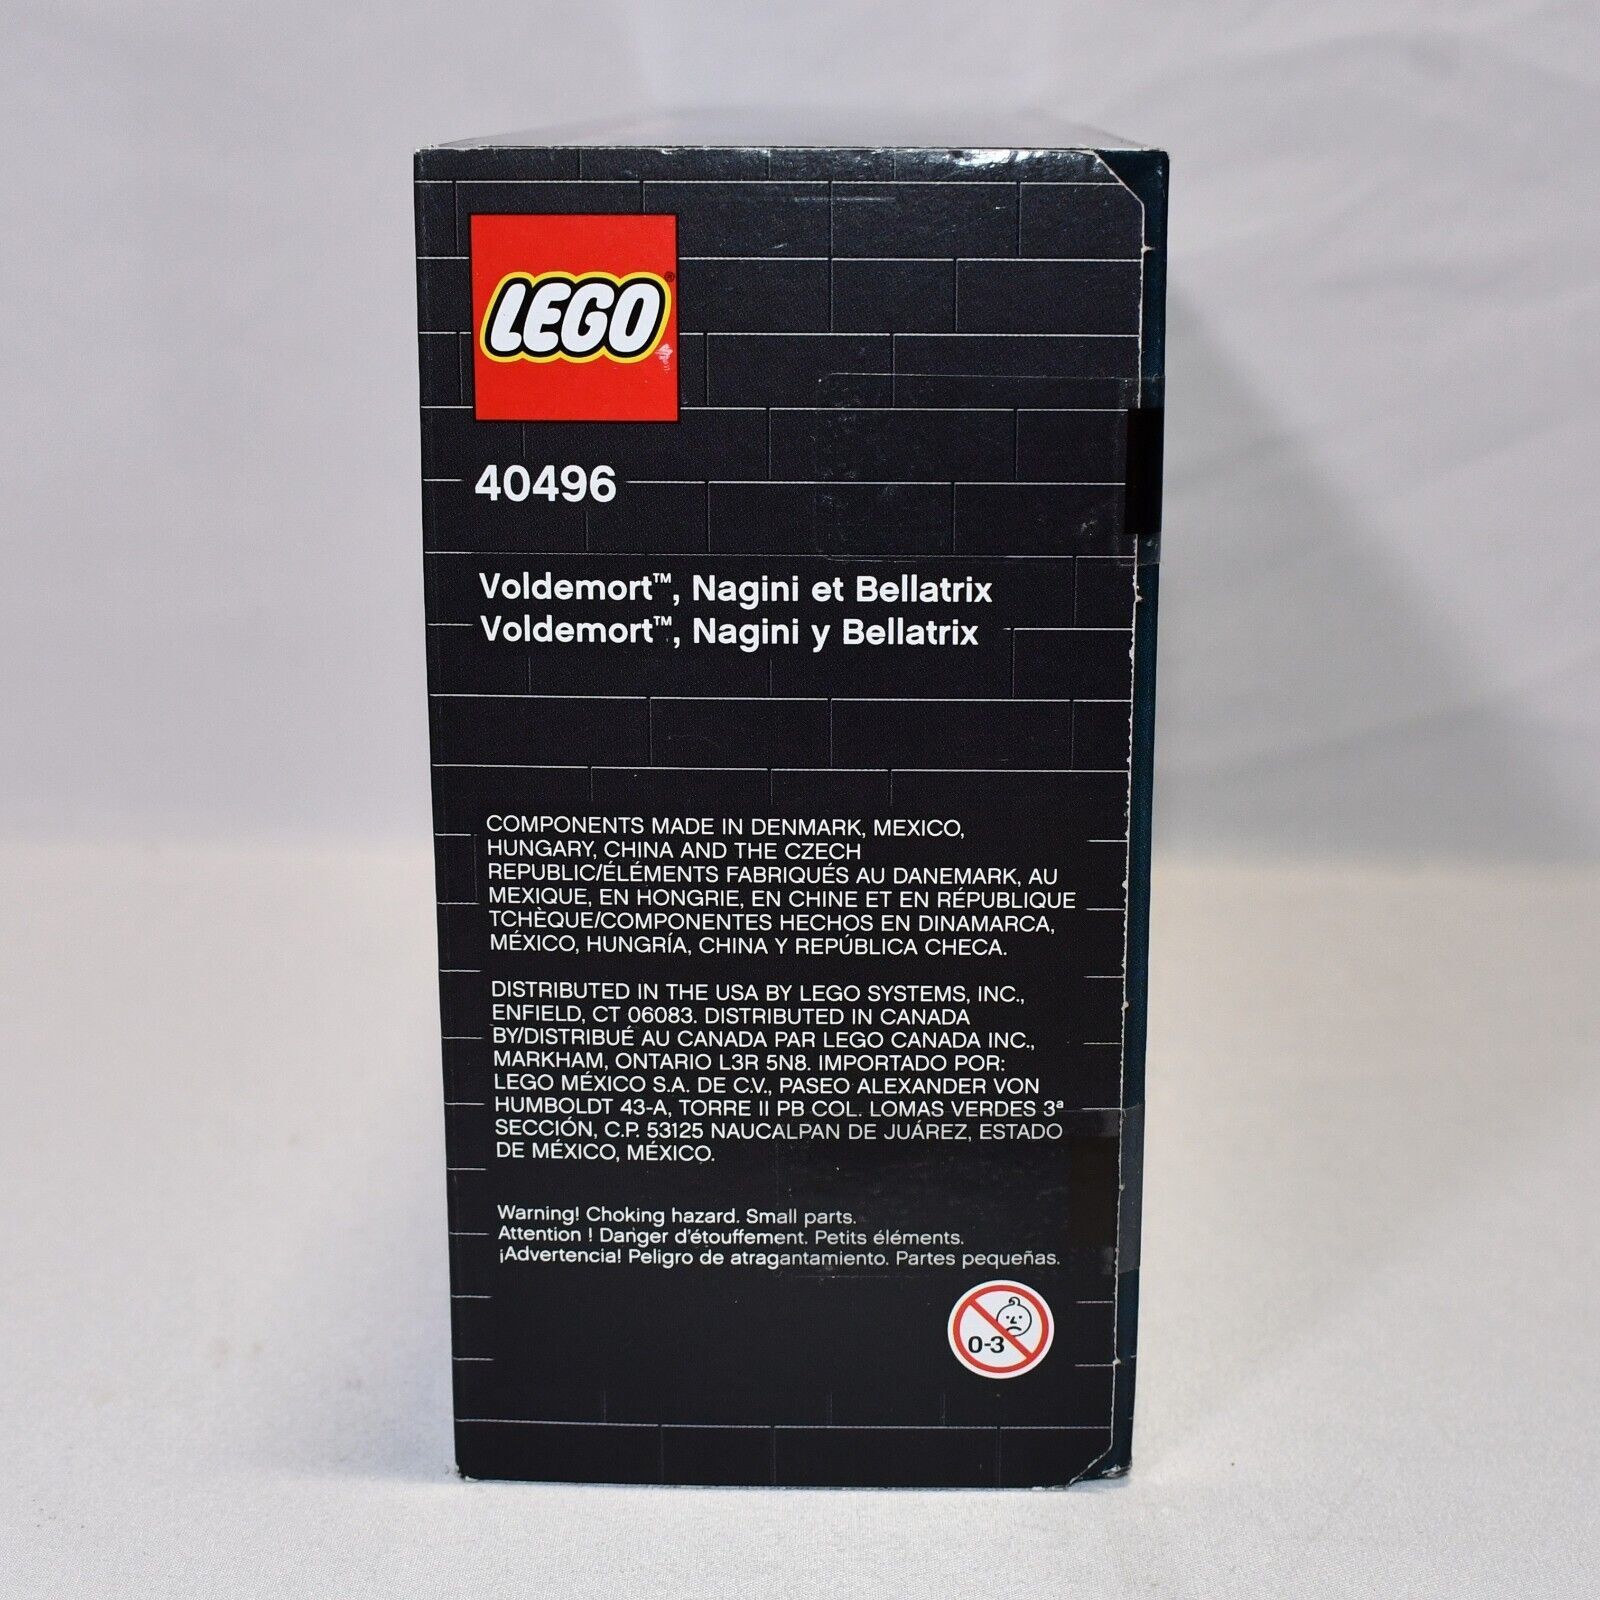 LEGO®
40496
Voldemort™, Nagini et Bellatrix
Voldemort™, Nagini y Bellatrix
COMPONENTS MADE IN DENMARK, MEXICO,
HUNGARY, CHINA AND THE CZECH
REPUBLIC/ÉLÉMENTS FABRIQUÉS AU DANEMARK, AU
MEXIQUE, EN HONGRIE, EN CHINE ET EN RÉPUBLIQUE
TCHÈQUE/COMPONENTES HECHOS EN DINAMARCA,
MÉXICO, HUNGRÍA, CHINA Y REPÚBLICA CHECA.
DISTRIBUTED IN THE USA BY LEGO SYSTEMS, INC.,
ENFIELD, CT 06083. DISTRIBUTED IN CANADA
BY/DISTRIBUÉ AU CANADA PAR LEGO CANADA INC.,
MARKHAM, ONTARIO L3R 5N8. IMPORTADO POR:
LEGO MÉXICO S.A. DE C.V., PASEO ALEXANDER VON
HUMBOLDT 43-A, TORRE II PB COL. LOMAS VERDES 3ª
SECCIÓN, C.P. 53125 NAUCALPAN DE JUÁREZ, ESTADO
DE MÉXICO, MÉXICO.
Warning! Choking hazard. Small parts.
Attention ! Danger d'étouffement. Petits éléments.
¡Advertencia! Peligro de atragantamiento. Partes pequeñas.
0-3